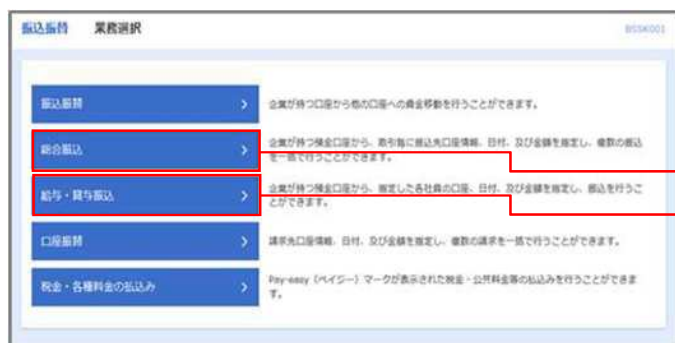 振込振替 業務選択 BSSK001
振込振替 企業が持つ口座から他の口座への資金移動を行うことができます。
総合振込 企業が持つ預金口座から、取引毎に振込先口座情報、日付、及び金額を指定し、複数の振込
を一括で行うことができます。
給与・賞与振込 企業が持つ預金口座から、指定した各社員の口座、日付、及び金額を指定し、振込を行うこ
とができます。
口座振替 請求先口座情報、日付、及び金額を指定し、複数の請求を一括で行うことができます。
税金・各種料金の払込み Pay-easy（ペイジー）マークが表示された税金・公共料金等の払込みを行うことができま
す。